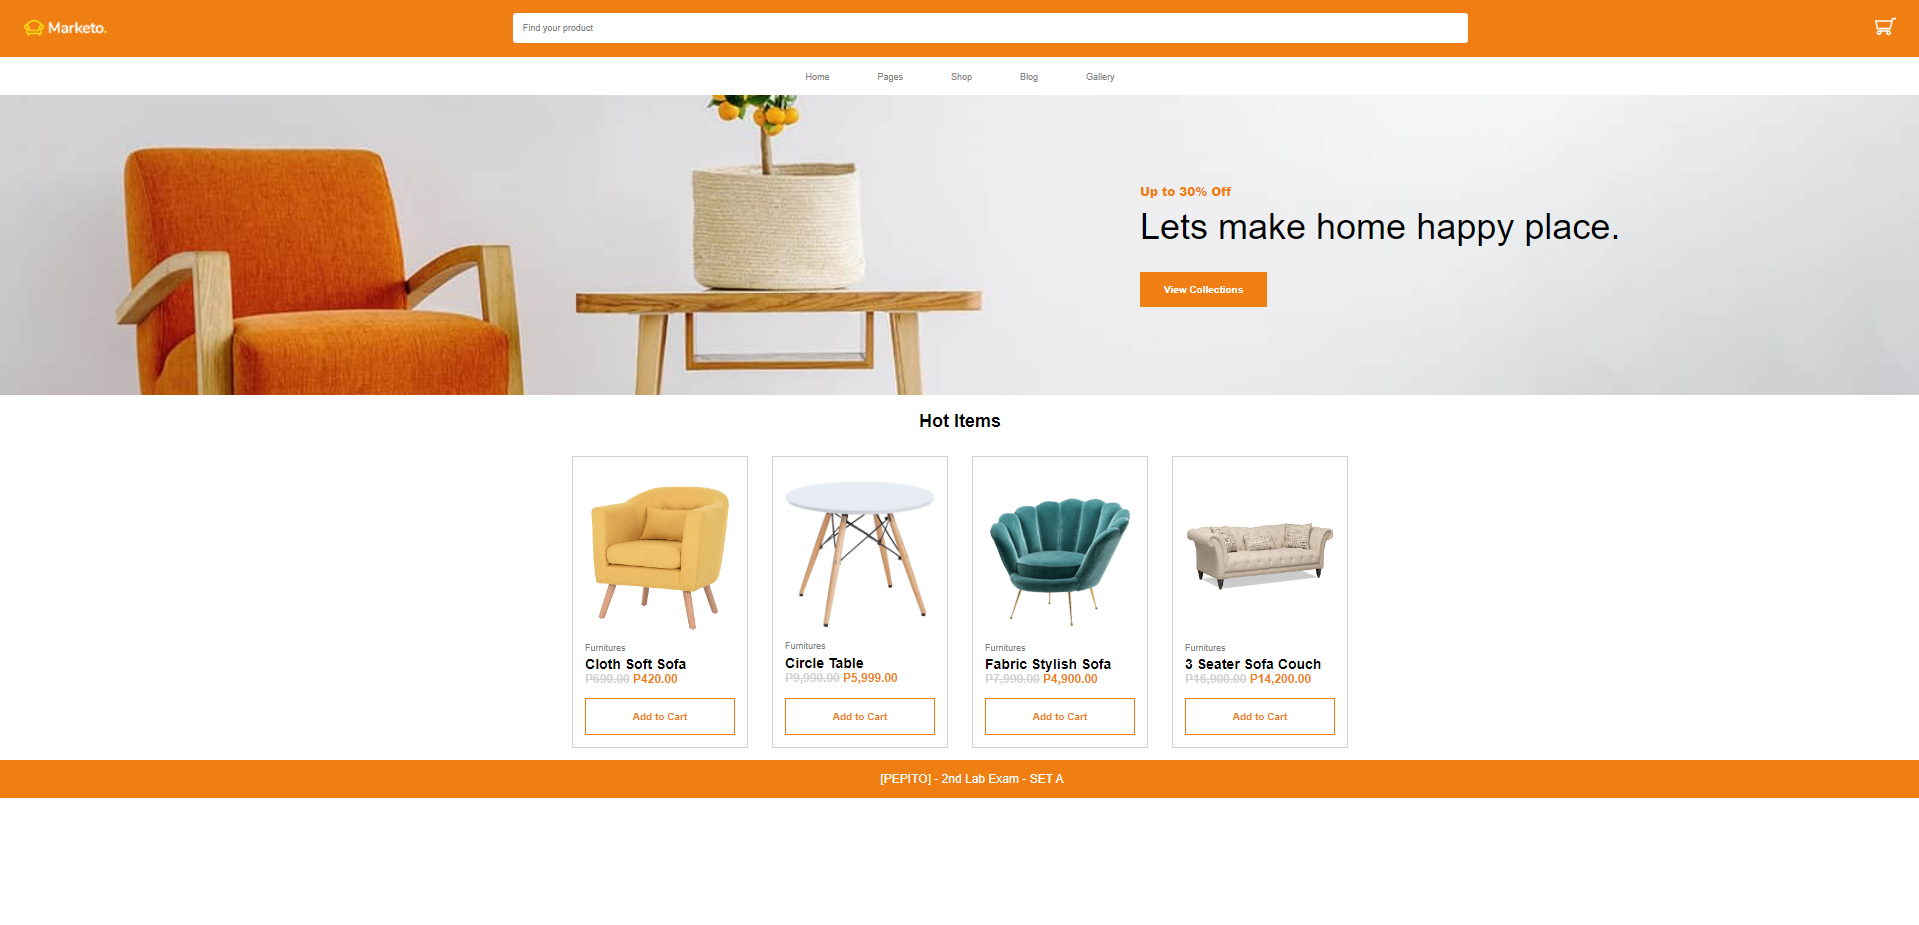 Marketo.
Find your product
Home Pages Shop Blog Gallery
Up to 30% Off
Lets make home happy place.
View Collections
Hot Items
Furnitures
Cloth Soft Sofa
P690.00 P420.00
Add to Cart
Furnitures
Circle Table
P9,990.00 P5,999.00
Add to Cart
Furnitures
Fabric Stylish Sofa
P7,990.00 P4,900.00
Add to Cart
Furnitures
3 Seater Sofa Couch
P16,900.00 P14,200.00
Add to Cart
[PEPITO] - 2nd Lab Exam - SET A